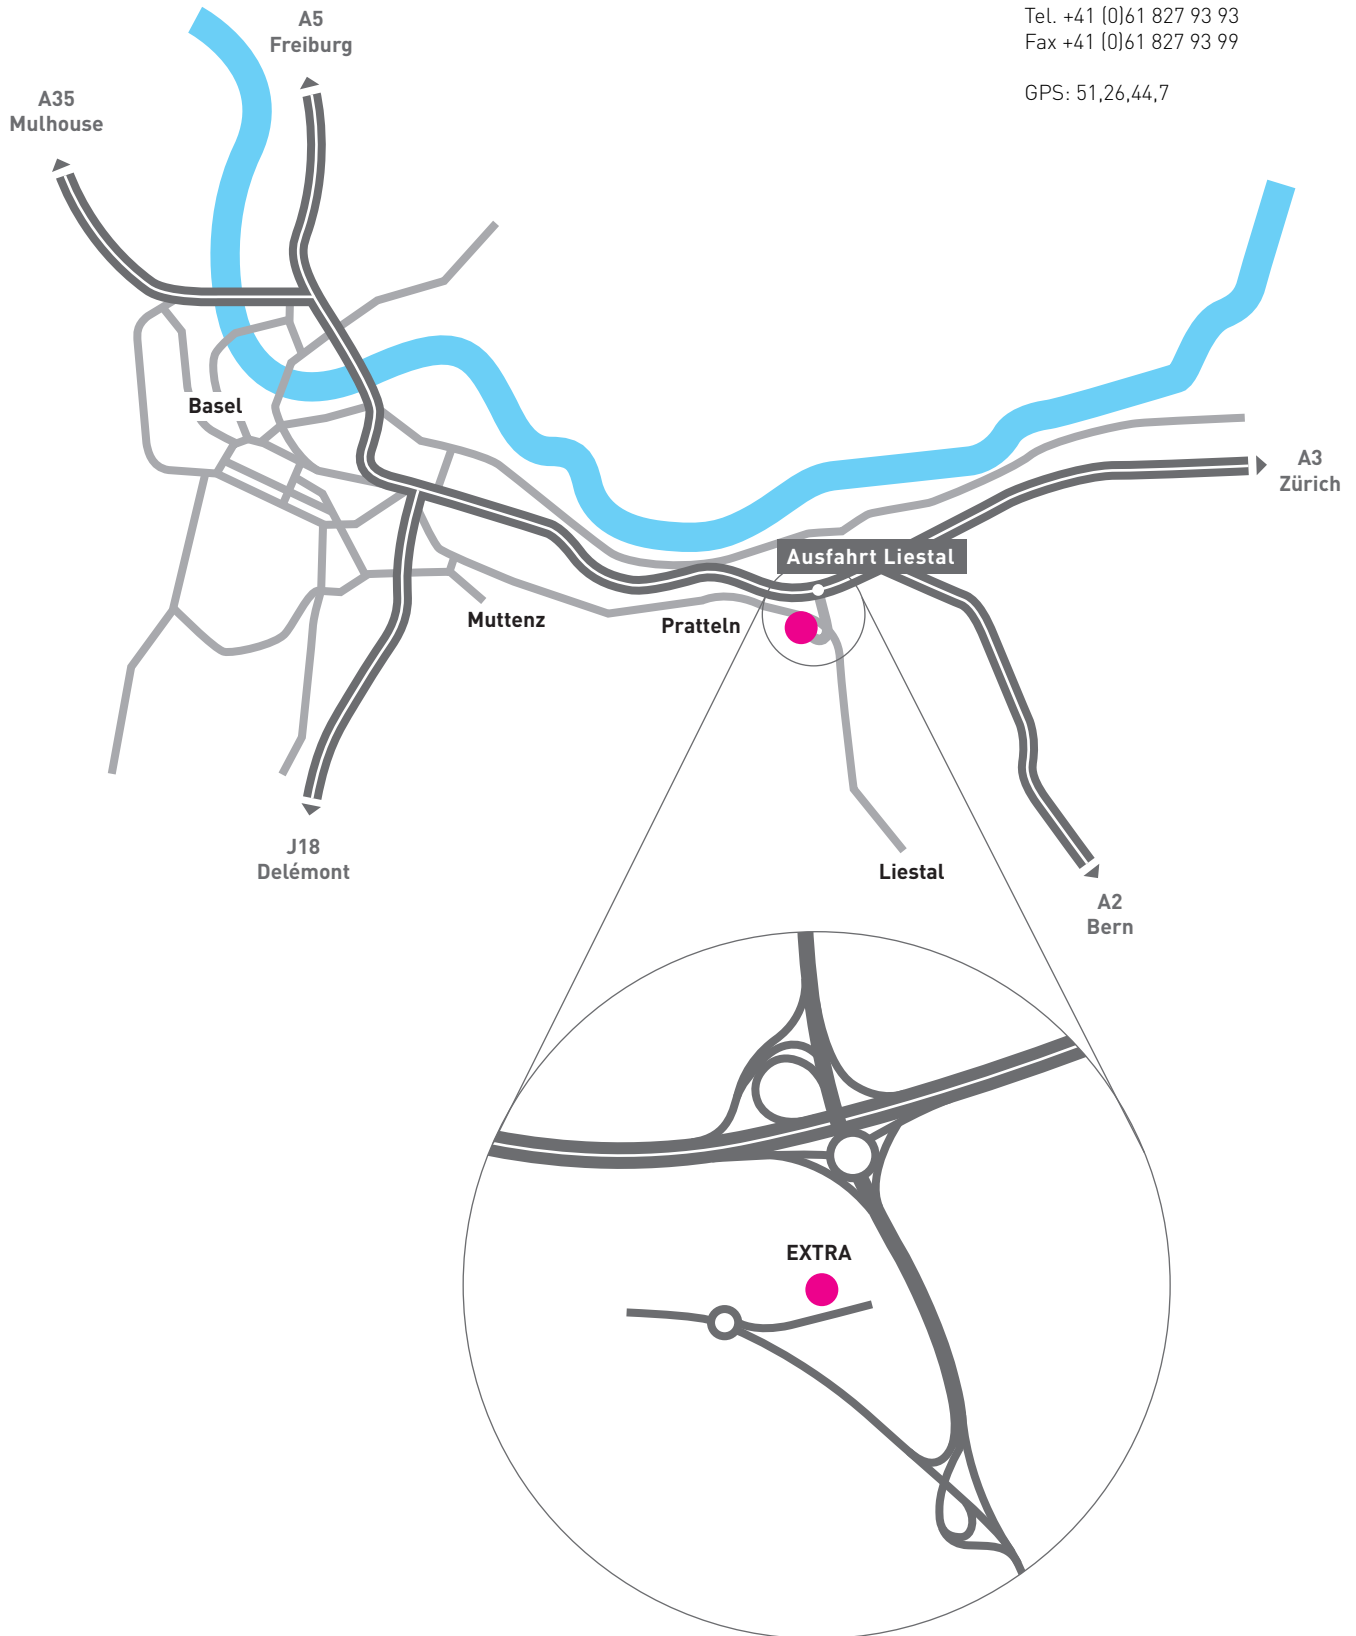 Tel. +41 (0)61 827 93 93
Fax +41 (0)61 827 93 99
GPS: 51,26,44,7
A5
Freiburg
A35
Mulhouse
Basel
A3
Zürich
Ausfahrt Liestal
Muttenz
Pratteln
J18
Delémont
Liestal
A2
Bern
EXTRA